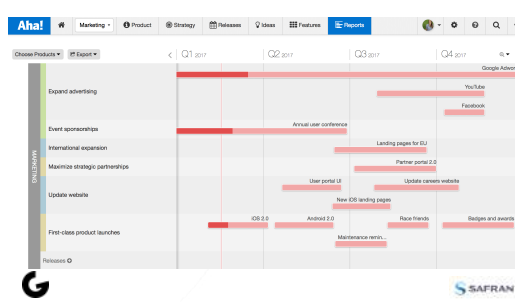 Aha! Marketing Product Strategy Releases Ideas Features Reports
Choose Products Export Q1 2017 Q2 2017 Q3 2017 Q4 2017
Google Adwor
Expand advertising
YouTube
Facebook
Event sponsorships
Annual user conference
International expansion
Landing pages for EU
MARKETING
Maximize strategic partnerships
Partner portal 2.0
Update website
User portal UI
Update careers website
New iOS landing pages
First-class product launches
iOS 2.0
Android 2.0
Race friends
Badges and awards
Maintenance remin...
Releases
G
SAFRAN